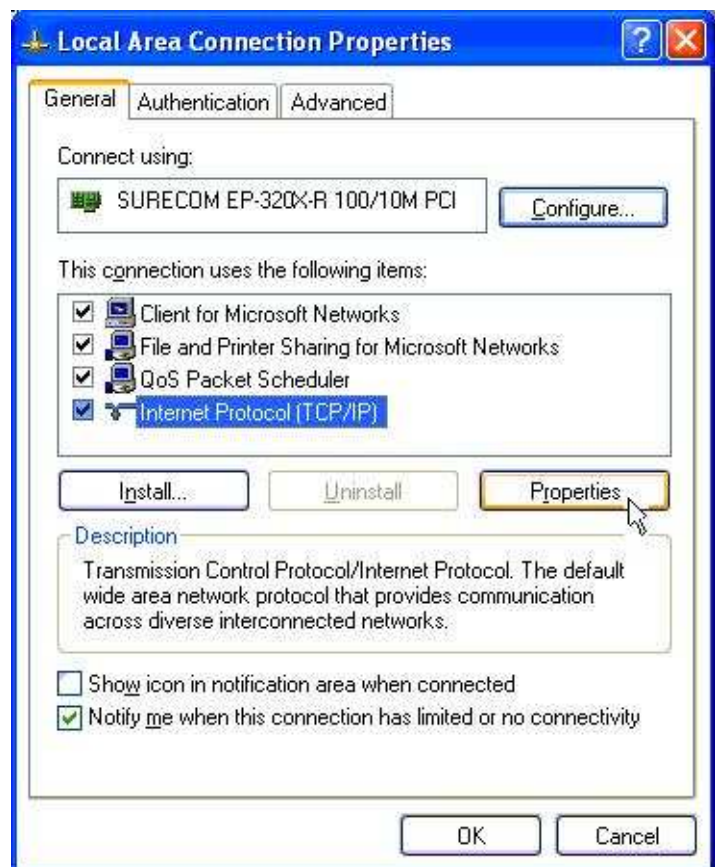 Local Area Connection Properties
General Authentication Advanced
Connect using:
SURECOM EP-320X-R 100/10M PCI
Configure...
This connection uses the following items:
Client for Microsoft Networks
File and Printer Sharing for Microsoft Networks
QoS Packet Scheduler
Internet Protocol (TCP/IP)
Install... Uninstall Properties
Description
Transmission Control Protocol/Internet Protocol. The default
wide area network protocol that provides communication
across diverse interconnected networks.
Show icon in notification area when connected
Notify me when this connection has limited or no connectivity
OK Cancel